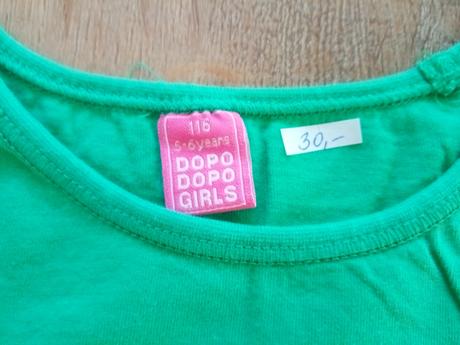 116
5-6years
DOPO
DOPO
GIRLS
30,-